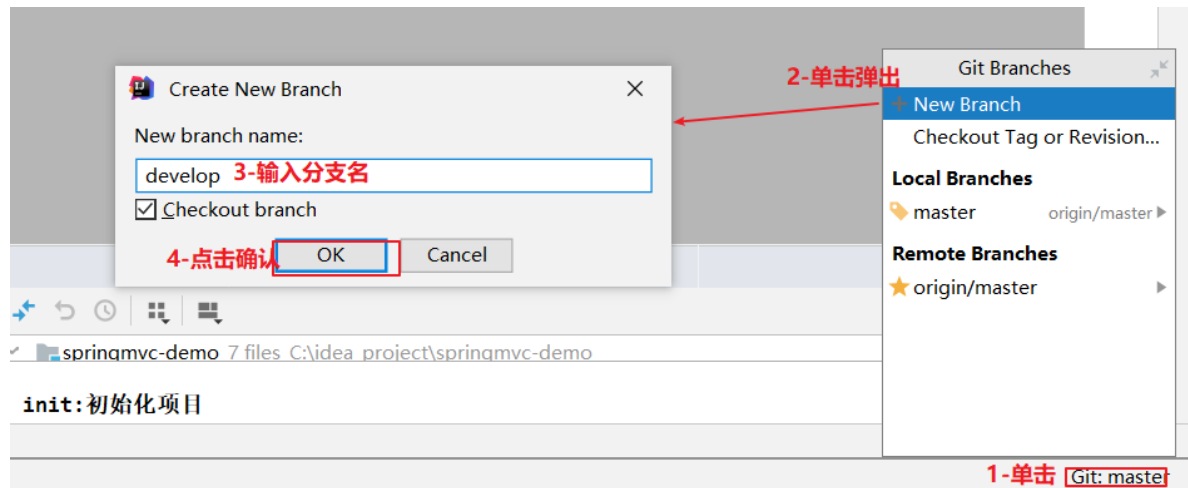 Create New Branch
New branch name:
develop 3-输入分支名
Checkout branch
4-点击确认 OK Cancel
2-单击弹出
Git Branches
New Branch
Checkout Tag or Revision...
Local Branches
master origin/master
Remote Branches
origin/master
springmvc-demo 7 files C:\idea_project\springmvc-demo
init:初始化项目
1-单击 Git: master